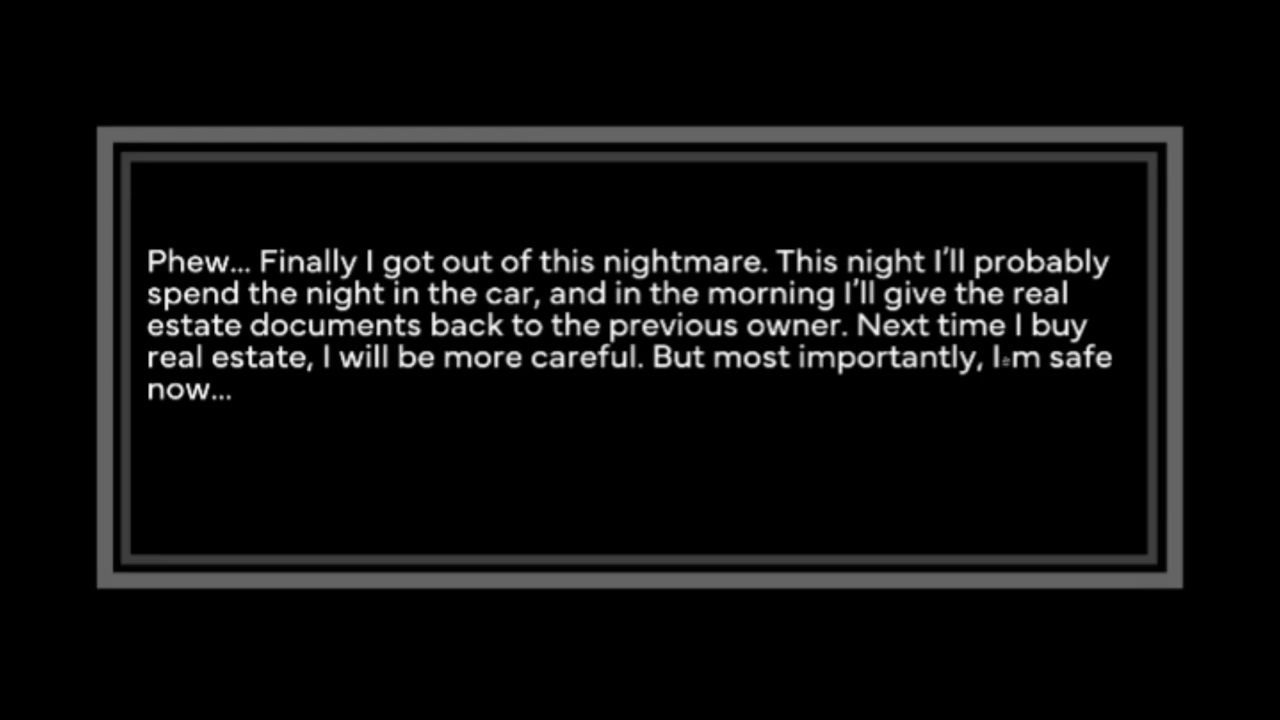 Phew... Finally I got out of this nightmare. This night I'll probably
spend the night in the car, and in the morning I'll give the real
estate documents back to the previous owner. Next time I buy
real estate, I will be more careful. But most importantly, I'm safe
now...